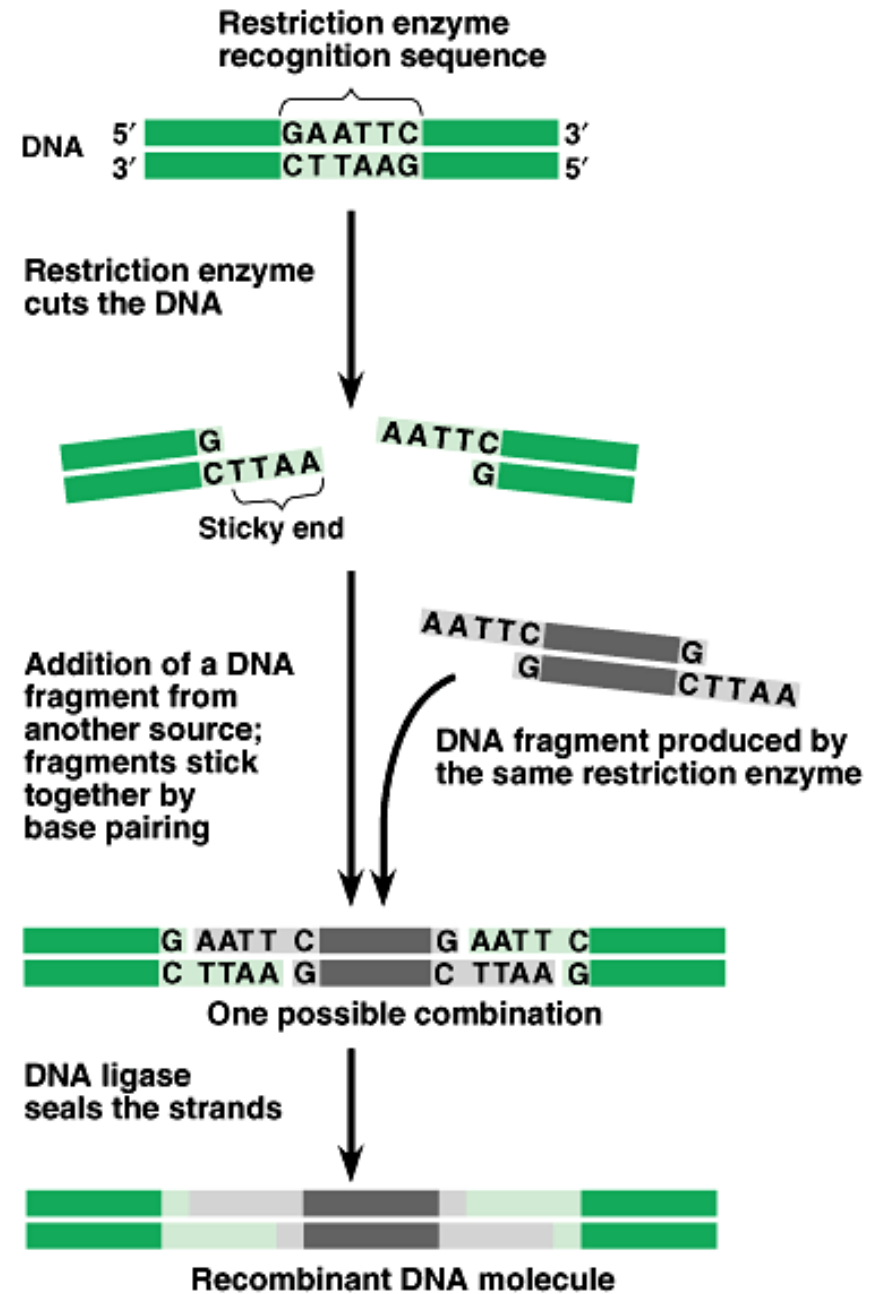 Restriction enzyme
recognition sequence
DNA
5′ GAATTC 3′
3′ CTTAAG 5′
Restriction enzyme
cuts the DNA
G
CTTAA
AATTC
G
Sticky end
AATTC G
G CTTAA
Addition of a DNA
fragment from
another source;
fragments stick
together by
base pairing
DNA fragment produced by
the same restriction enzyme
G AATT C G AATT C
C TTAA G C TTAA G
One possible combination
DNA ligase
seals the strands
Recombinant DNA molecule